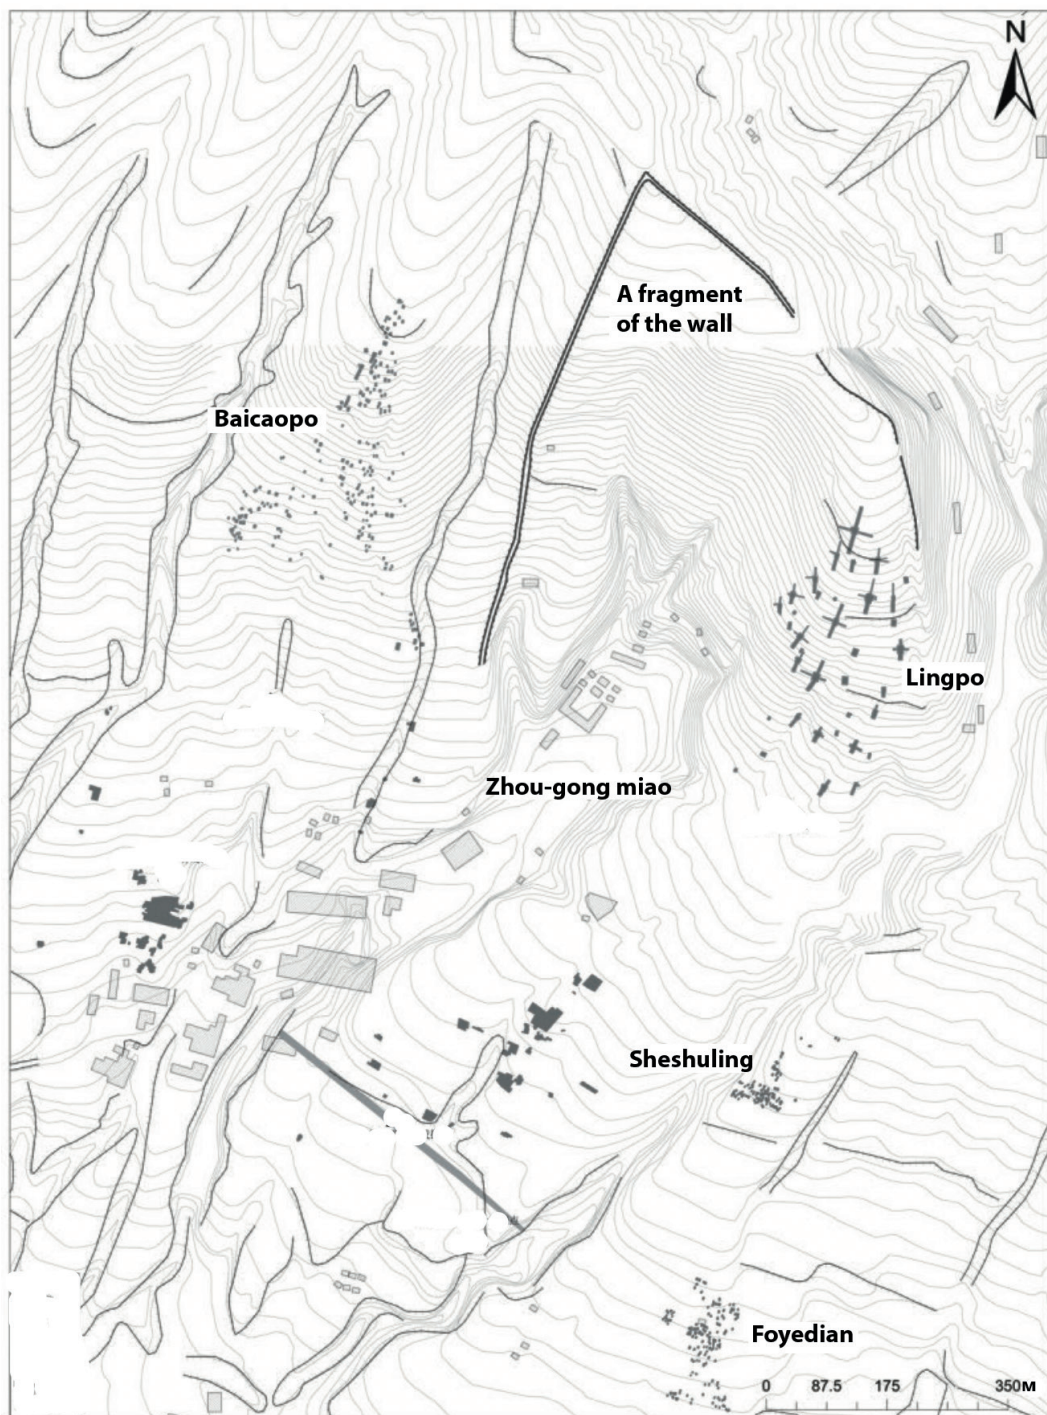 N
A fragment
of the wall
Baicaopo
Lingpo
Zhou-gong miao
Sheshuling
Foyedian
0 87.5 175 350м